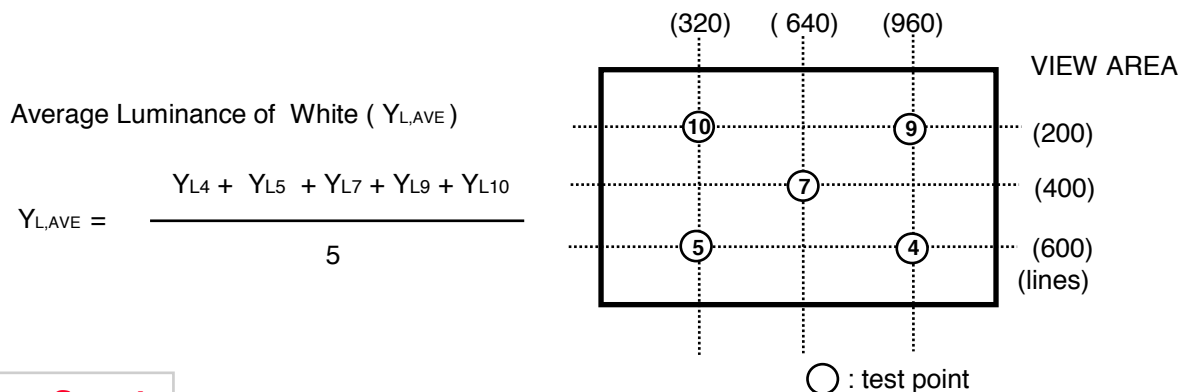 (320) ( 640) (960)
VIEW AREA
Average Luminance of White ( YL,AVE )
10 9 (200)
YL4 + YL5 + YL7 + YL9 + YL10
7 (400)
YL,AVE =
5
5 4 (600)
(lines)
: test point